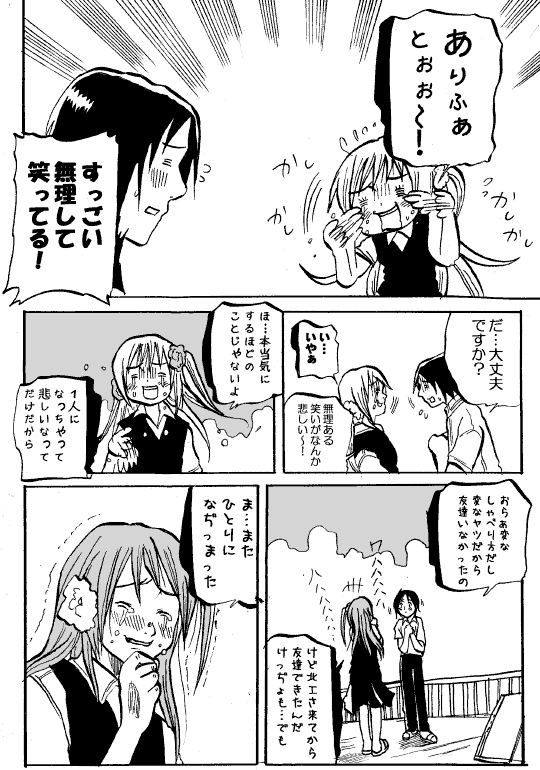 ありふぁ
とぉぉ〜!
かし
かし
かし
すっごい
無理して
笑ってる!
だ…大丈夫
ですか?
い…
いやぁ
無理ある
笑いがなんか
悲しい〜!
ほ…本当気に
するほどの
ことじゃないよ
1人に
なっちゃって
悲しいなって
だけだから
おらぁ変な
しゃべり方だし
変なヤツだから
友達いなかったの
けど北工さ来てから
友達できたんだ
けっぢょも…でも
ま…また
ひとりに
なぢっまった